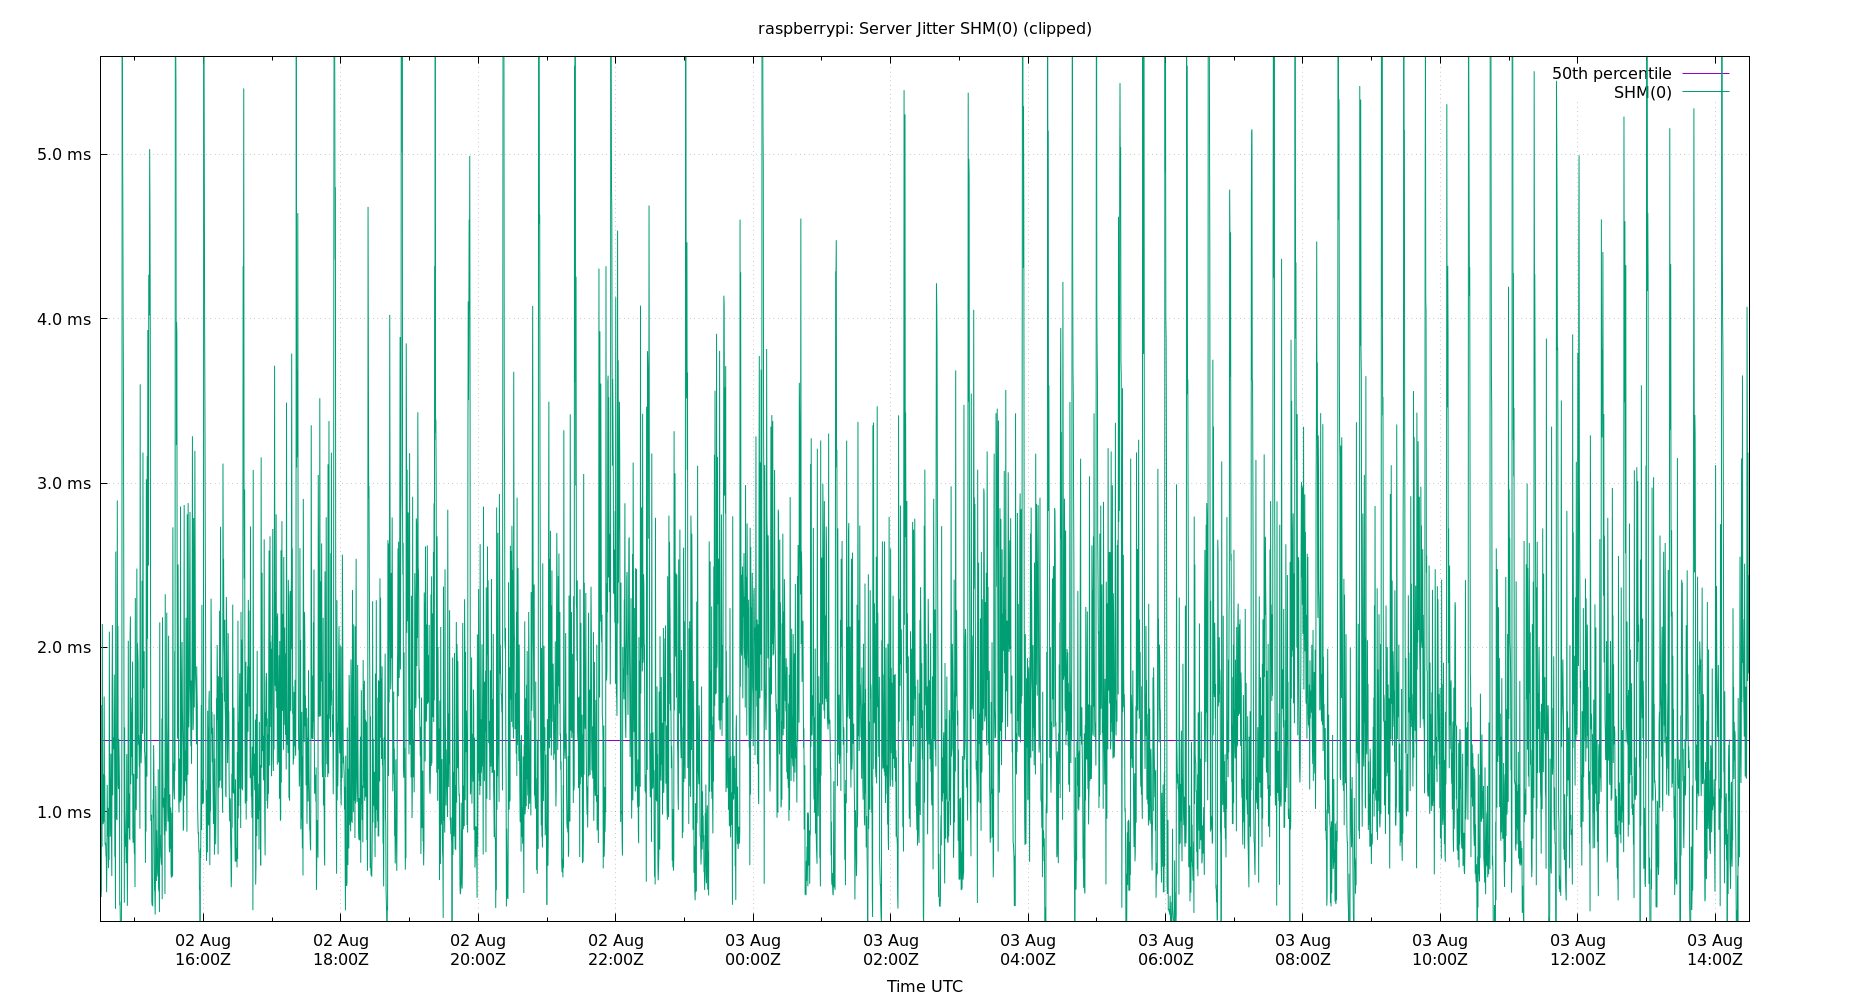 raspberrypi: Server Jitter SHM(0) (clipped)
50th percentile
SHM(0)
5.0 ms
4.0 ms
3.0 ms
2.0 ms
1.0 ms
02 Aug 02 Aug 02 Aug 02 Aug 03 Aug 03 Aug 03 Aug 03 Aug 03 Aug 03 Aug 03 Aug 03 Aug
16:00Z 18:00Z 20:00Z 22:00Z 00:00Z 02:00Z 04:00Z 06:00Z 08:00Z 10:00Z 12:00Z 14:00Z
Time UTC